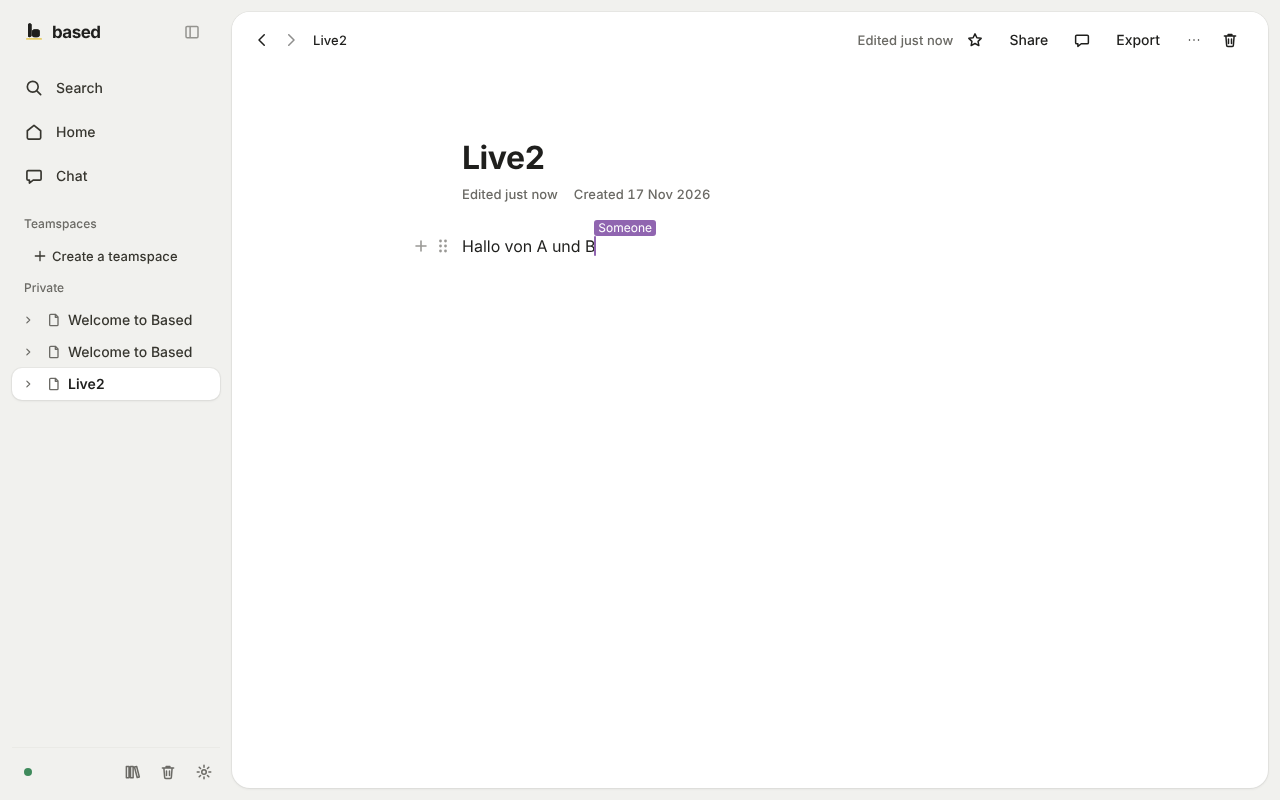 based
Search
Home
Chat
Teamspaces
Create a teamspace
Private
Welcome to Based
Welcome to Based
Live2
Live2
Edited just now
Share
Export
Live2
Edited just now Created 17 Nov 2026
Someone
Hallo von A und B